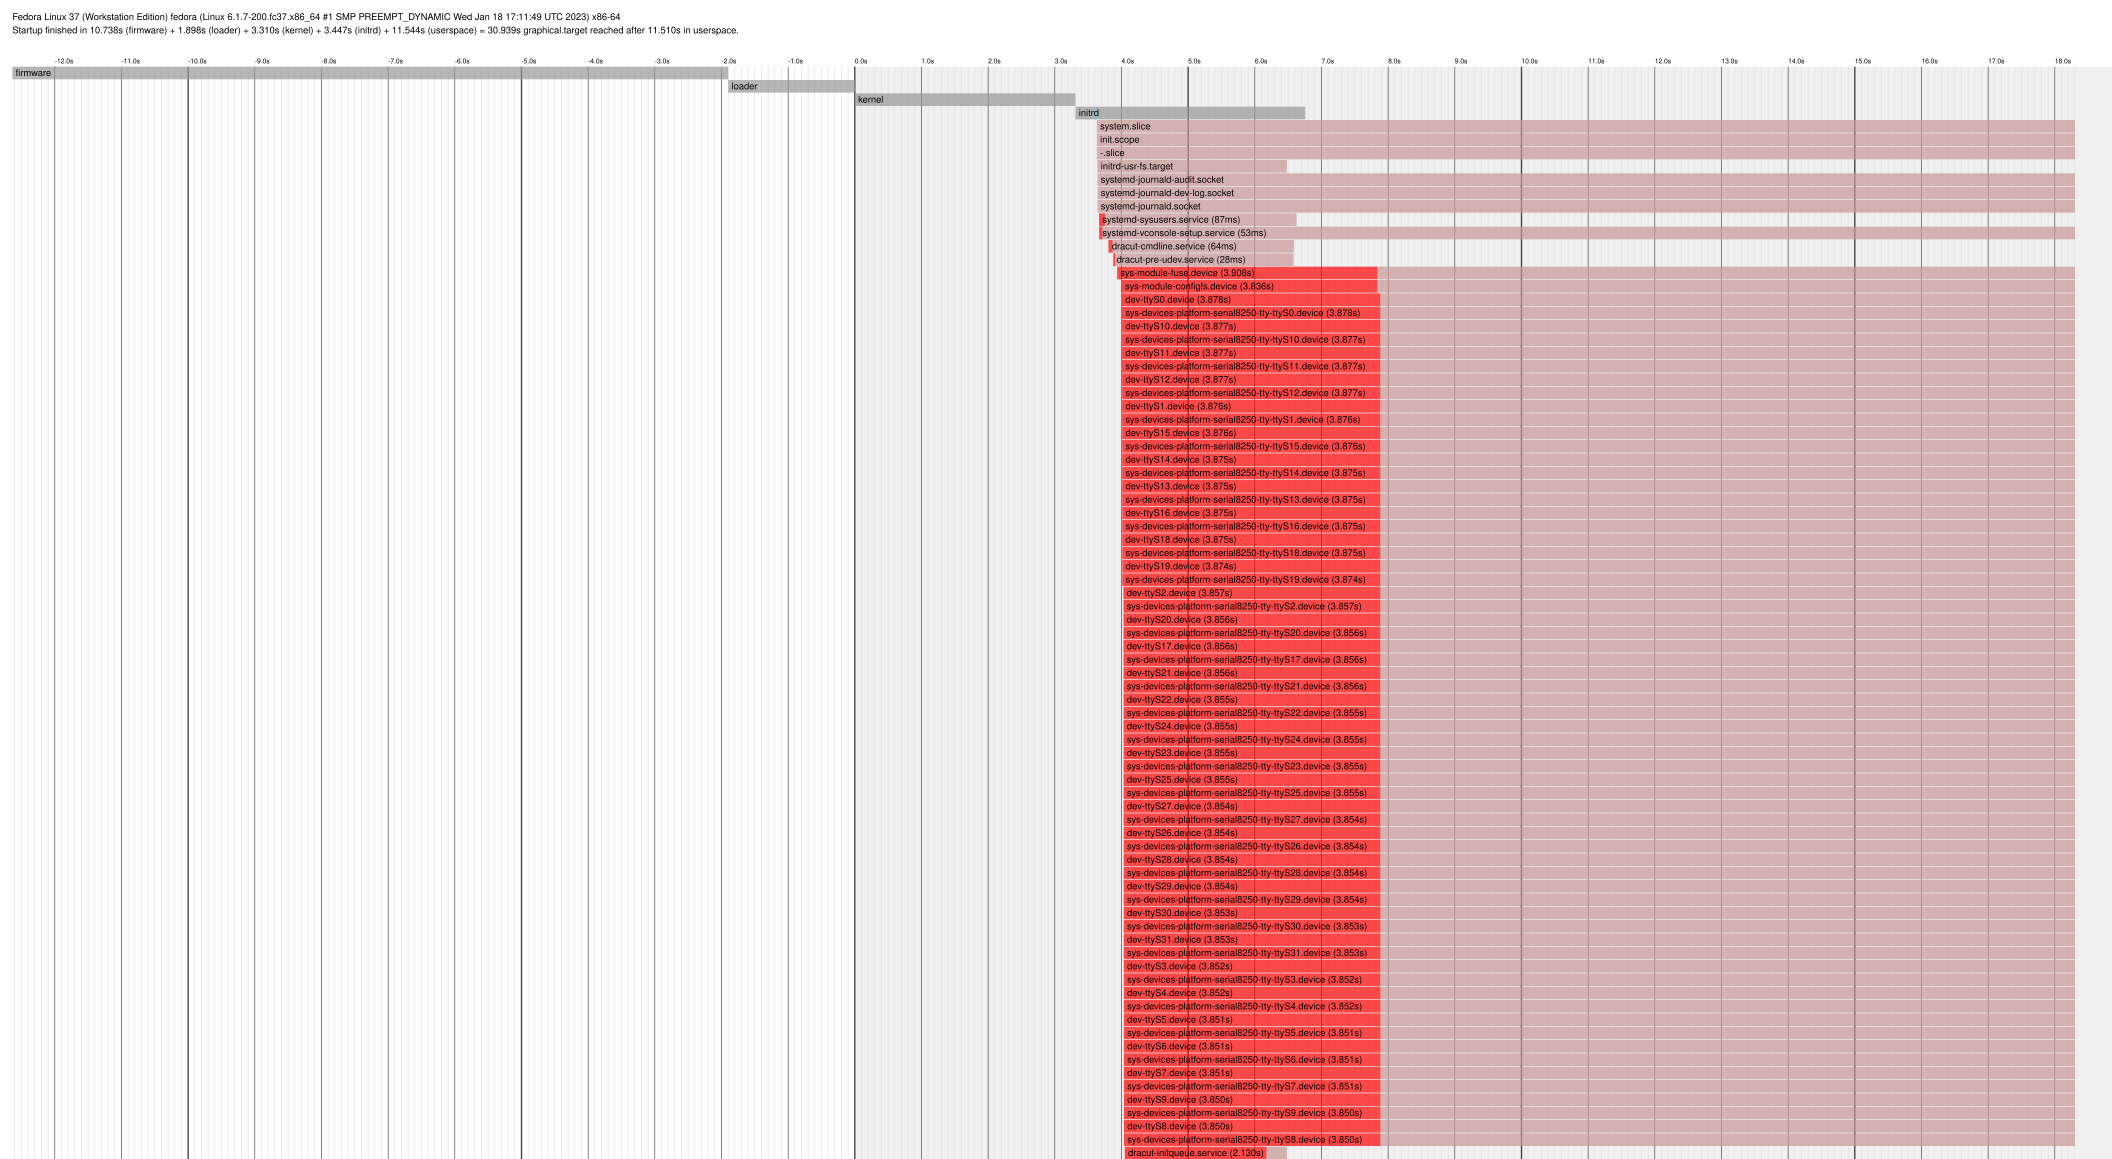 Fedora Linux 37 (Workstation Edition) fedora (Linux 6.1.7-200.fc37.x86_64 #1 SMP PREEMPT_DYNAMIC Wed Jan 18 17:11:49 UTC 2023) x86-64
Startup finished in 10.738s (firmware) + 1.898s (loader) + 3.310s (kernel) + 3.447s (initrd) + 11.544s (userspace) = 30.939s graphical.target reached after 11.510s in userspace.
-12.0s -11.0s -10.0s -9.0s -8.0s -7.0s -6.0s -5.0s -4.0s -3.0s -2.0s -1.0s 0.0s 1.0s 2.0s 3.0s 4.0s 5.0s 6.0s 7.0s 8.0s 9.0s 10.0s 11.0s 12.0s 13.0s 14.0s 15.0s 16.0s 17.0s 18.0s
firmware
loader
kernel
initrd
system.slice
init.scope
-.slice
initrd-usr-fs.target
systemd-journald-audit.socket
systemd-journald-dev-log.socket
systemd-journald.socket
systemd-sysusers.service (87ms)
systemd-vconsole-setup.service (53ms)
dracut-cmdline.service (64ms)
dracut-pre-udev.service (28ms)
sys-module-fuse.device (3.908s)
sys-module-configfs.device (3.836s)
dev-ttyS0.device (3.878s)
sys-devices-platform-serial8250-tty-ttyS0.device (3.878s)
dev-ttyS10.device (3.877s)
sys-devices-platform-serial8250-tty-ttyS10.device (3.877s)
dev-ttyS11.device (3.877s)
sys-devices-platform-serial8250-tty-ttyS11.device (3.877s)
dev-ttyS12.device (3.877s)
sys-devices-platform-serial8250-tty-ttyS12.device (3.877s)
dev-ttyS1.device (3.876s)
sys-devices-platform-serial8250-tty-ttyS1.device (3.876s)
dev-ttyS15.device (3.876s)
sys-devices-platform-serial8250-tty-ttyS15.device (3.876s)
dev-ttyS14.device (3.875s)
sys-devices-platform-serial8250-tty-ttyS14.device (3.875s)
dev-ttyS13.device (3.875s)
sys-devices-platform-serial8250-tty-ttyS13.device (3.875s)
dev-ttyS16.device (3.875s)
sys-devices-platform-serial8250-tty-ttyS16.device (3.875s)
dev-ttyS18.device (3.875s)
sys-devices-platform-serial8250-tty-ttyS18.device (3.875s)
dev-ttyS19.device (3.874s)
sys-devices-platform-serial8250-tty-ttyS19.device (3.874s)
dev-ttyS2.device (3.857s)
sys-devices-platform-serial8250-tty-ttyS2.device (3.857s)
dev-ttyS20.device (3.856s)
sys-devices-platform-serial8250-tty-ttyS20.device (3.856s)
dev-ttyS17.device (3.856s)
sys-devices-platform-serial8250-tty-ttyS17.device (3.856s)
dev-ttyS21.device (3.856s)
sys-devices-platform-serial8250-tty-ttyS21.device (3.856s)
dev-ttyS22.device (3.855s)
sys-devices-platform-serial8250-tty-ttyS22.device (3.855s)
dev-ttyS24.device (3.855s)
sys-devices-platform-serial8250-tty-ttyS24.device (3.855s)
dev-ttyS23.device (3.855s)
sys-devices-platform-serial8250-tty-ttyS23.device (3.855s)
dev-ttyS25.device (3.855s)
sys-devices-platform-serial8250-tty-ttyS25.device (3.855s)
dev-ttyS27.device (3.854s)
sys-devices-platform-serial8250-tty-ttyS27.device (3.854s)
dev-ttyS26.device (3.854s)
sys-devices-platform-serial8250-tty-ttyS26.device (3.854s)
dev-ttyS28.device (3.854s)
sys-devices-platform-serial8250-tty-ttyS28.device (3.854s)
dev-ttyS29.device (3.854s)
sys-devices-platform-serial8250-tty-ttyS29.device (3.854s)
dev-ttyS30.device (3.853s)
sys-devices-platform-serial8250-tty-ttyS30.device (3.853s)
dev-ttyS31.device (3.853s)
sys-devices-platform-serial8250-tty-ttyS31.device (3.853s)
dev-ttyS3.device (3.852s)
sys-devices-platform-serial8250-tty-ttyS3.device (3.852s)
dev-ttyS4.device (3.852s)
sys-devices-platform-serial8250-tty-ttyS4.device (3.852s)
dev-ttyS5.device (3.851s)
sys-devices-platform-serial8250-tty-ttyS5.device (3.851s)
dev-ttyS6.device (3.851s)
sys-devices-platform-serial8250-tty-ttyS6.device (3.851s)
dev-ttyS7.device (3.851s)
sys-devices-platform-serial8250-tty-ttyS7.device (3.851s)
dev-ttyS9.device (3.850s)
sys-devices-platform-serial8250-tty-ttyS9.device (3.850s)
dev-ttyS8.device (3.850s)
sys-devices-platform-serial8250-tty-ttyS8.device (3.850s)
dracut-initqueue.service (2.130s)